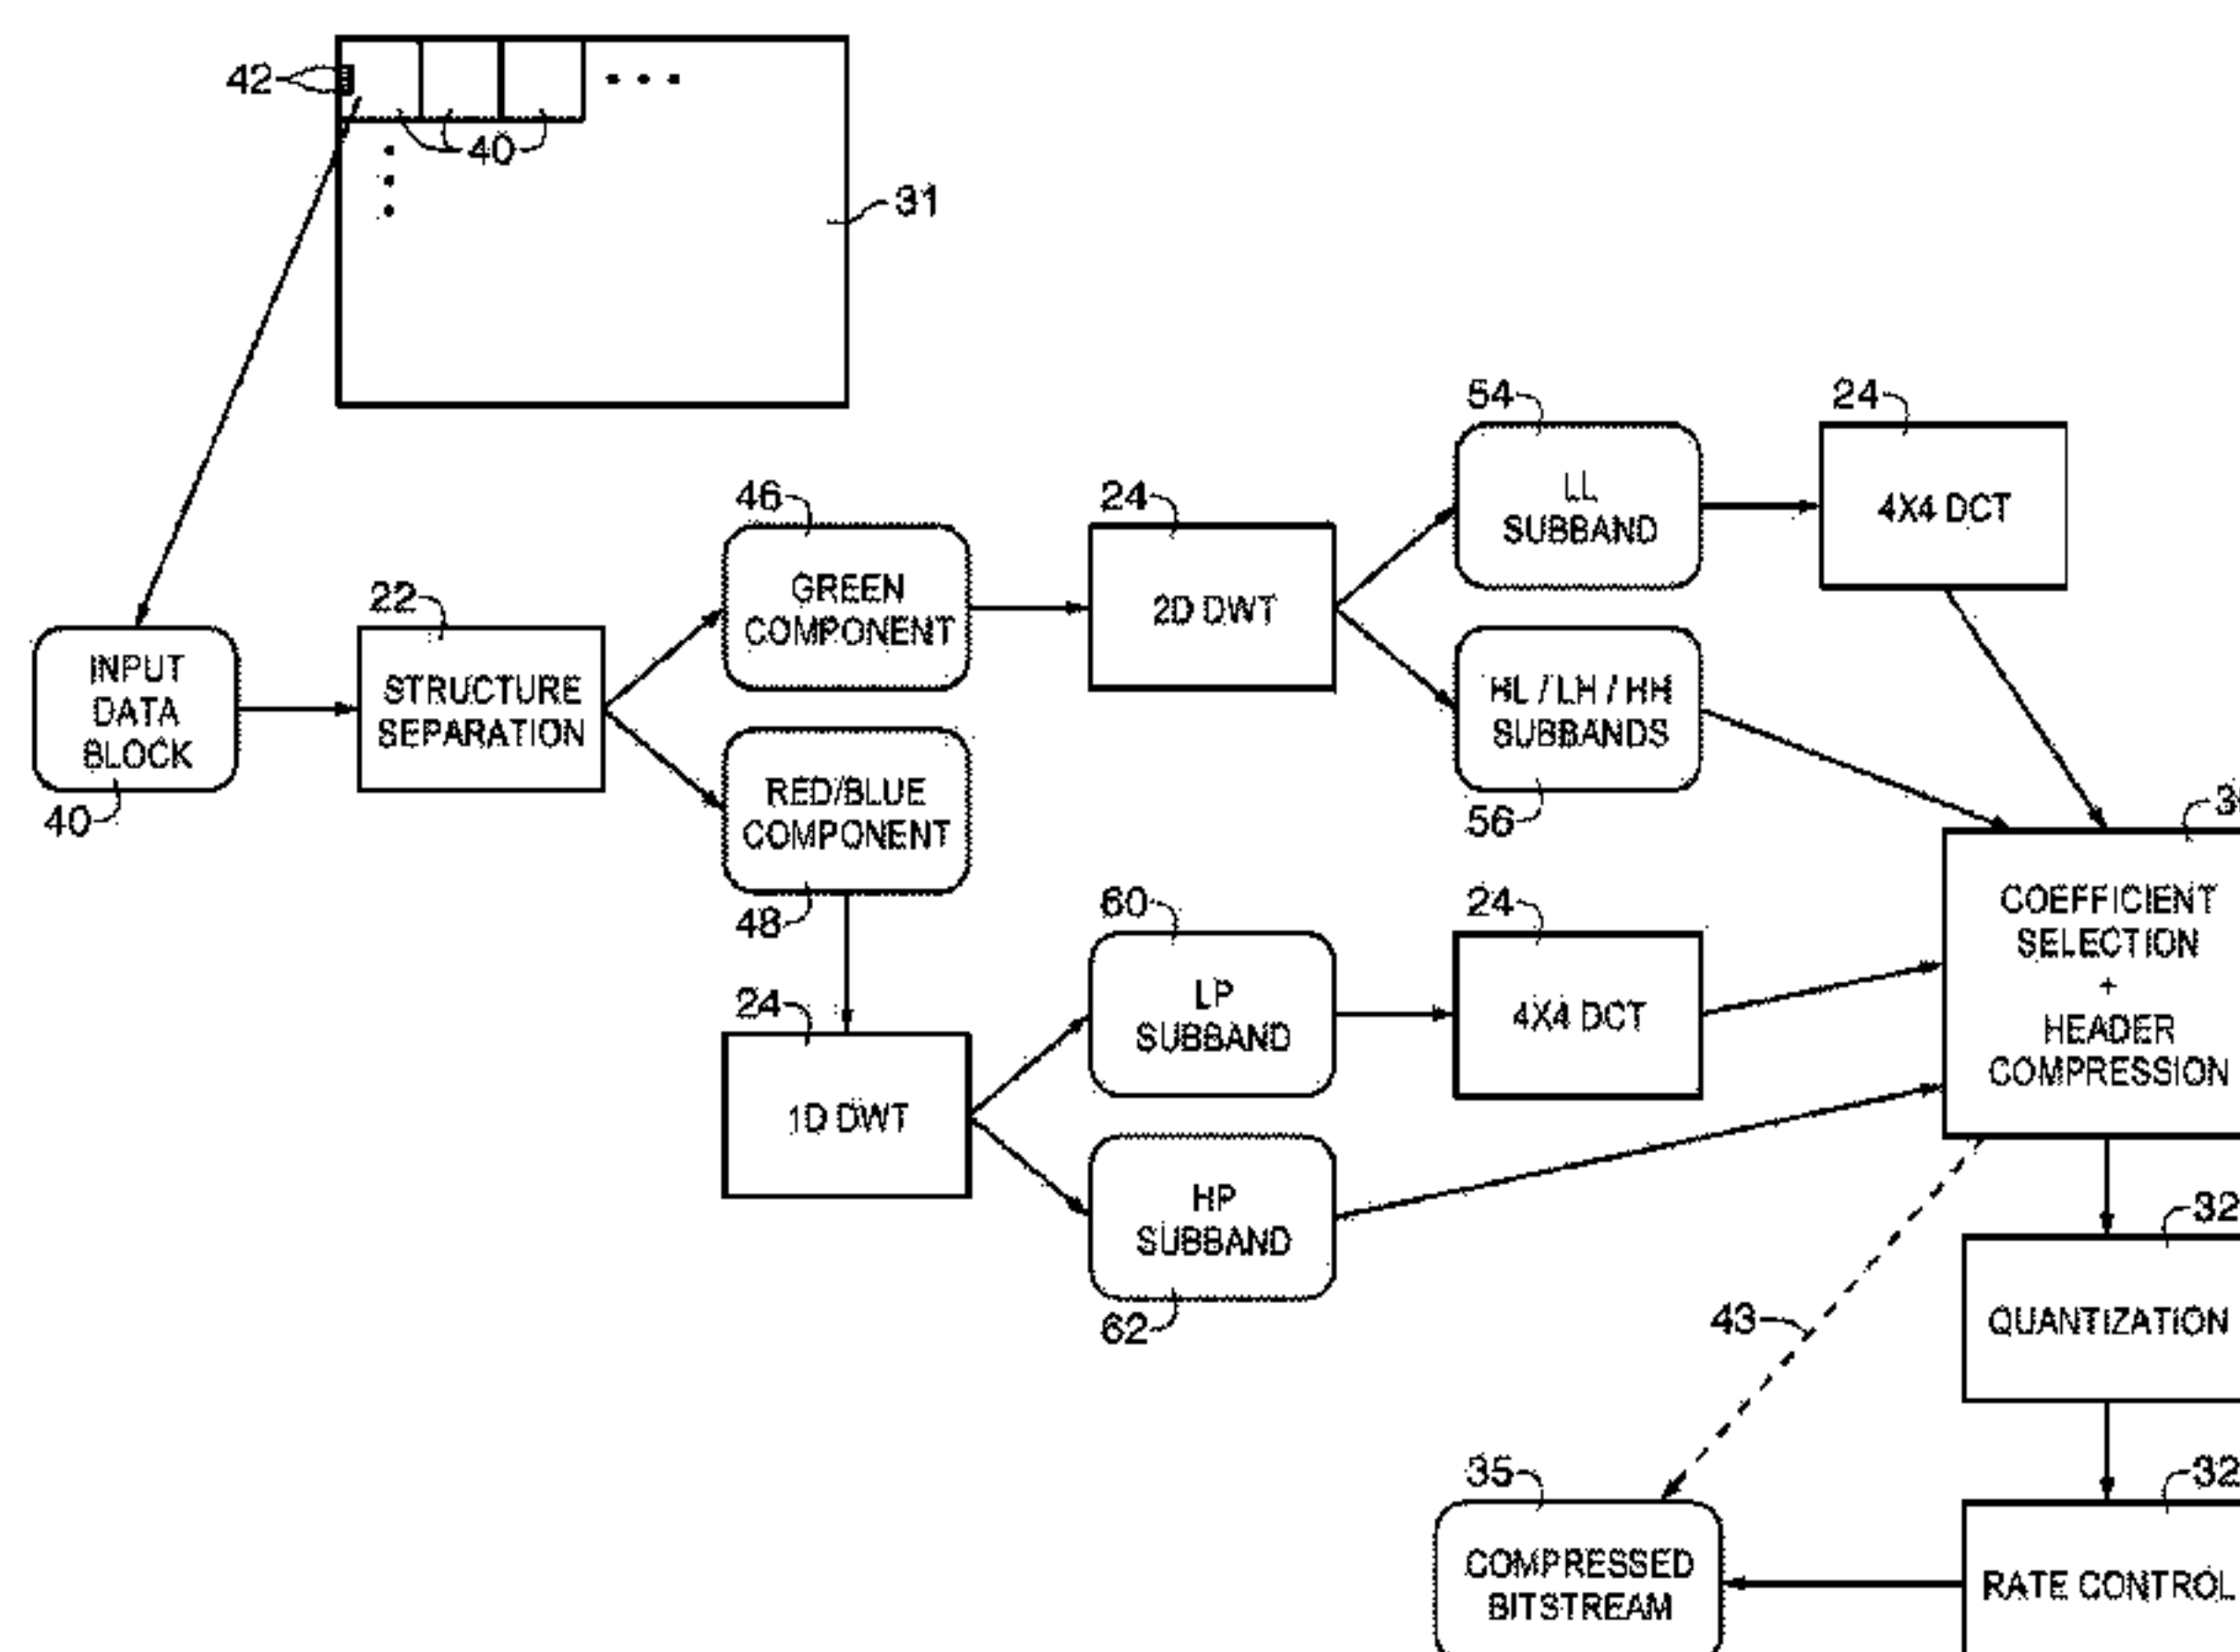 42
40
31
54
24
46
24
LL
SUBBAND
4X4 DCT
22
GREEN
COMPONENT
2D DWT
INPUT
DATA
BLOCK
STRUCTURE
SEPARATION
HL / LH / HH
SUBBANDS
40
RED/BLUE
COMPONENT
56
48
60
24
COEFFICIENT
SELECTION
+
HEADER
COMPRESSION
24
LP
SUBBAND
4X4 DCT
1D DWT
HP
SUBBAND
62
32
43
QUANTIZATION
35
32
COMPRESSED
BITSTREAM
RATE CONTROL